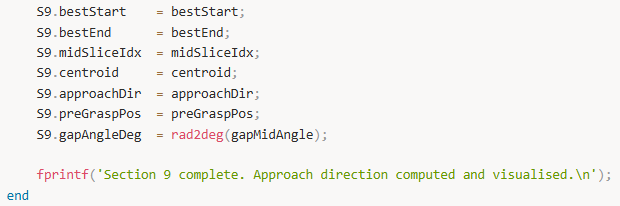 S9.bestStart    = bestStart;
S9.bestEnd      = bestEnd;
S9.midSliceIdx  = midSliceIdx;
S9.centroid     = centroid;
S9.approachDir  = approachDir;
S9.preGraspPos  = preGraspPos;
S9.gapAngleDeg  = rad2deg(gapMidAngle);
fprintf('Section 9 complete. Approach direction computed and visualised.\n');
end